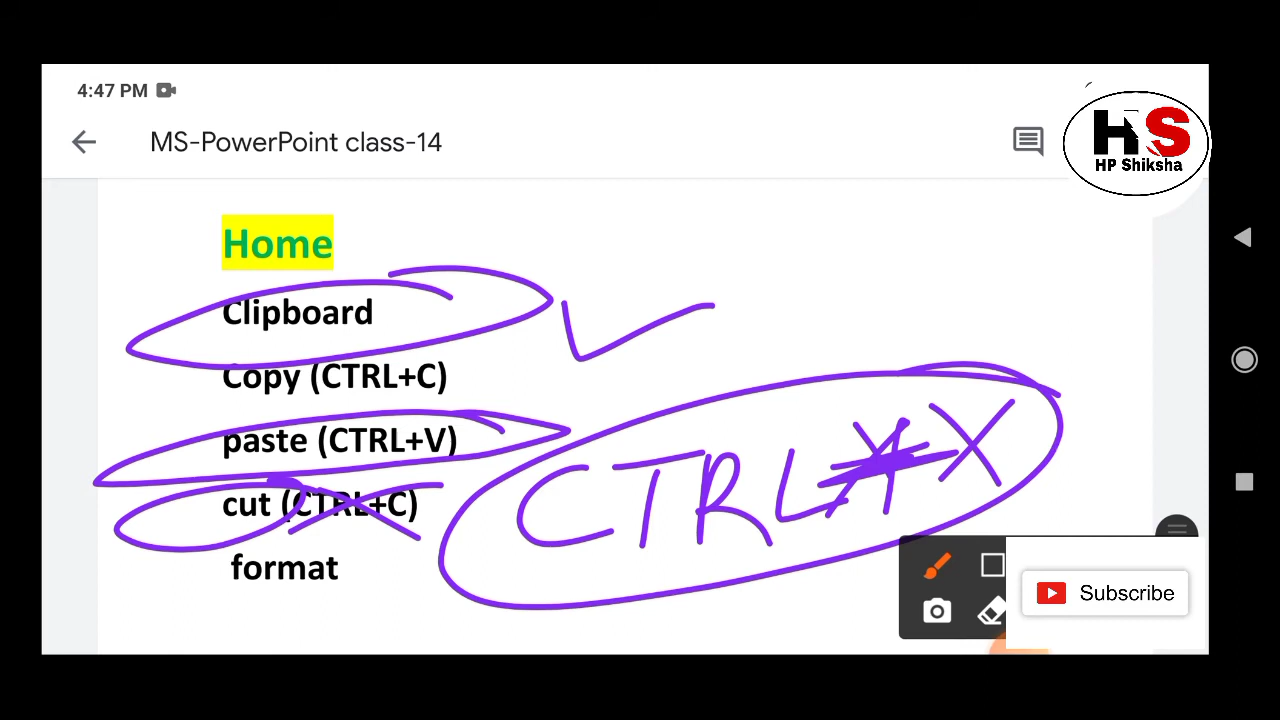 4:47 PM
MS-PowerPoint class-14
HS
HP Shiksha
Home
Clipboard
Copy (CTRL+C)
paste (CTRL+V)
cut (CTRL+C)
CTRL+X
format
Subscribe